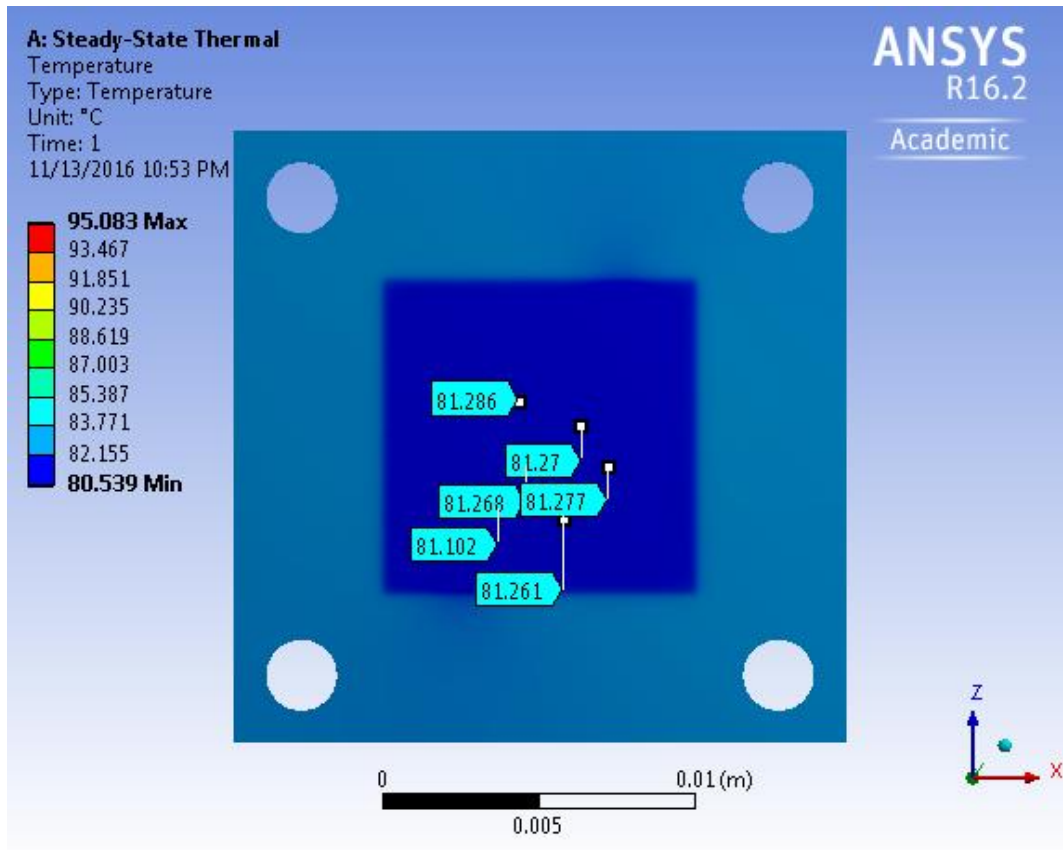 A: Steady-State Thermal
Temperature
Type: Temperature
Unit: °C
Time: 1
11/13/2016 10:53 PM
ANSYS
R16.2
Academic
95.083 Max
93.467
91.851
90.235
88.619
87.003
85.387
83.771
82.155
80.539 Min
81.286
81.27
81.268
81.277
81.102
81.261
Z
X
0
0.01 (m)
0.005